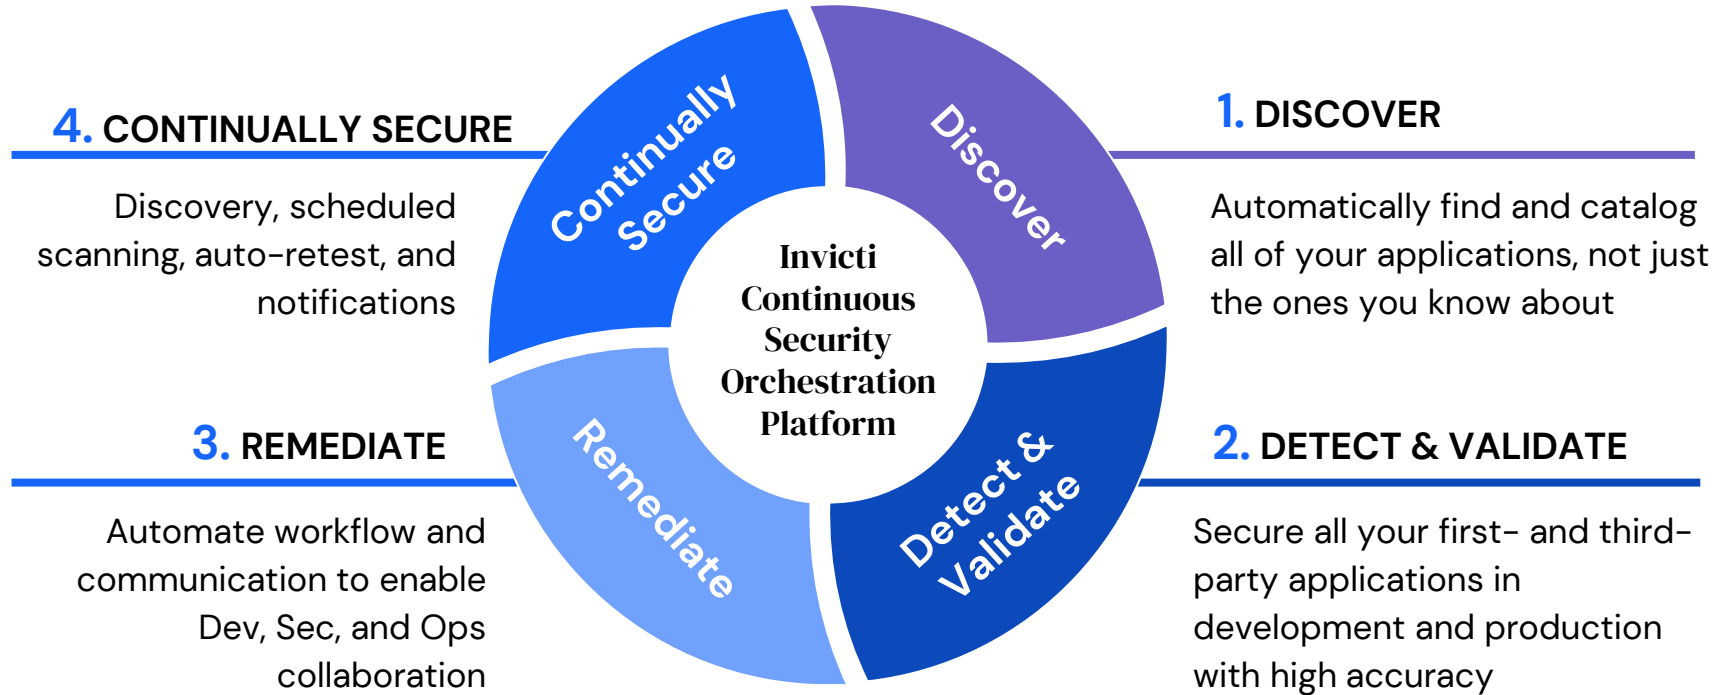 4. CONTINUALLY SECURE
Discovery, scheduled
scanning, auto-retest, and
notifications
Continually
Secure
Discover
1. DISCOVER
Automatically find and catalog
all of your applications, not just
the ones you know about
Invicti
Continuous
Security
Orchestration
Platform
3. REMEDIATE
Automate workflow and
communication to enable
Dev, Sec, and Ops
collaboration
Remediate
Detect &
Validate
2. DETECT & VALIDATE
Secure all your first- and third-
party applications in
development and production
with high accuracy